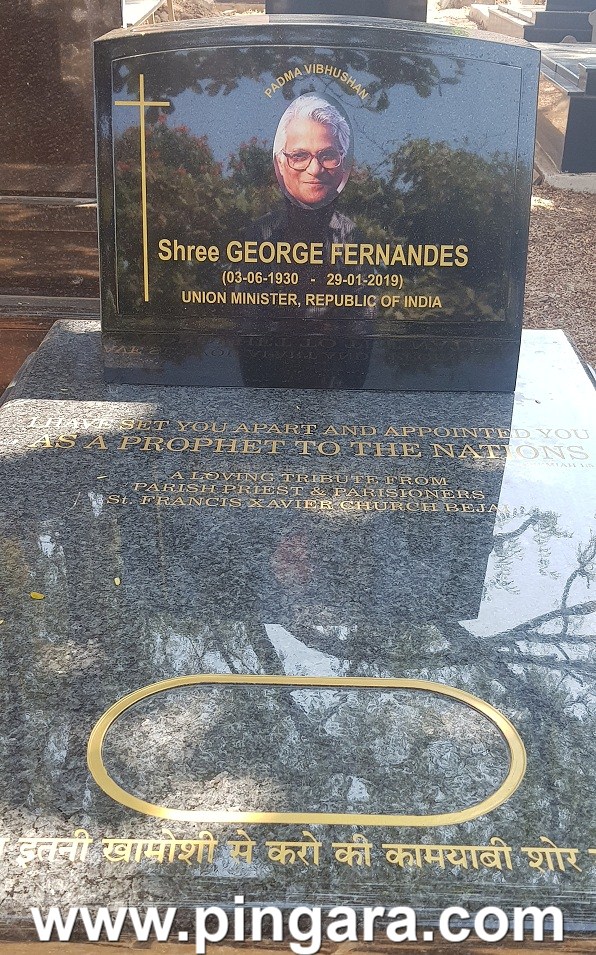 PADMA VIBHUSHAN
Shree GEORGE FERNANDES
(03-06-1930 - 29-01-2019)
UNION MINISTER, REPUBLIC OF INDIA
I HAVE SET YOU APART AND APPOINTED YOU
AS A PROPHET TO THE NATIONS
A LOVING TRIBUTE FROM
PARISH PRIEST & PARISIONERS
St. FRANCIS XAVIER CHURCH BEJAI
इतनी खामोशी मे करो की कामयाबी शोर
www.pingara.com